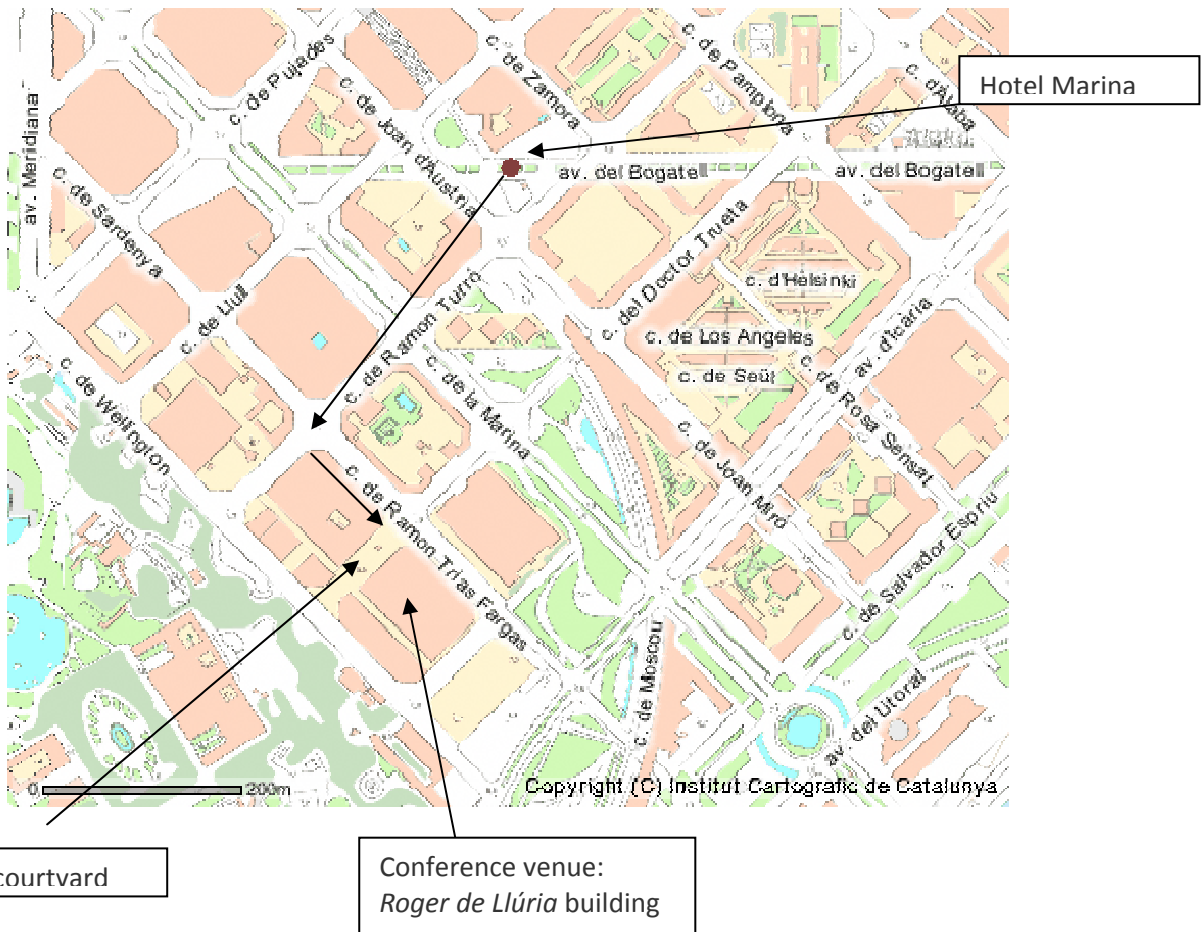 Hotel Marina
c. de Pujades
c. de Zamora
c. de Pamplona
c. d'Àlaba
c. de Joan d'Àustria
av. Meridiana
av. del Bogatell
av. del Bogatell
c. de Sardenya
c. del Doctor Trueta
c. d'Helsinki
c. de Llull
c. de Ramon Turró
c. de Los Angeles
av. d'Icària
c. de Seül
c. de Wellington
c. de la Marina
c. de Rosa Sensat
c. de Joan Miró
c. de Ramon Trias Fargas
c. de Salvador Espriu
c. de Moscou
av. del Litoral
0 200m
Copyright (C) Institut Cartogràfic de Catalunya
courtyard
Conference venue:
Roger de Llúria building